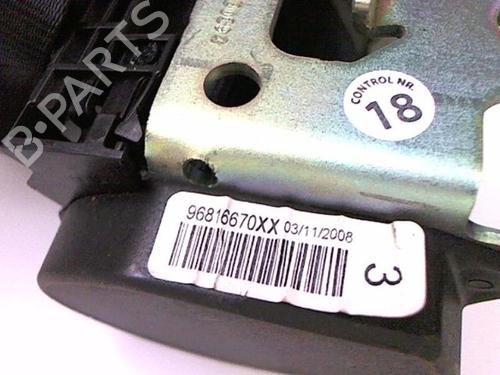 B-PARTS
CONTROL NR.
18
96816670XX 03/11/2008
3